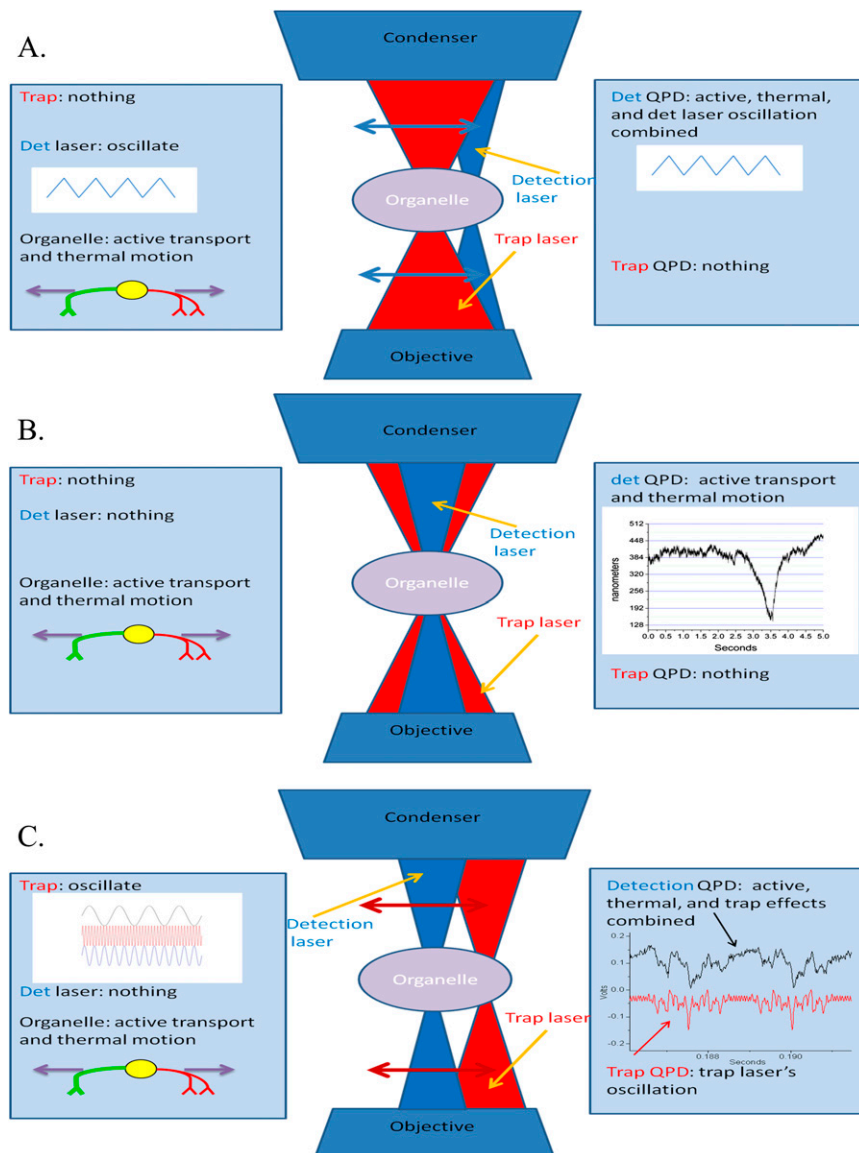 A.
Trap: nothing
Det laser: oscillate
Organelle: active transport
and thermal motion
Condenser
Organelle
Detection
laser
Trap laser
Objective
Det QPD: active, thermal,
and det laser oscillation
combined
Trap QPD: nothing
B.
Trap: nothing
Det laser: nothing
Organelle: active transport
and thermal motion
Condenser
Detection
laser
Organelle
Trap laser
Objective
det QPD: active transport
and thermal motion
512
448
384
320
256
192
128
nanometers
0.0 0.5 1.0 1.5 2.0 2.5 3.0 3.5 4.0 4.5 5.0
Seconds
Trap QPD: nothing
C.
Trap: oscillate
Det laser: nothing
Organelle: active transport
and thermal motion
Condenser
Detection
laser
Organelle
Trap laser
Objective
Detection QPD: active,
thermal, and trap effects
combined
0.2
0.1
0.0
-0.1
-0.2
Volts
0.188 0.190
Seconds
Trap QPD: trap laser's
oscillation